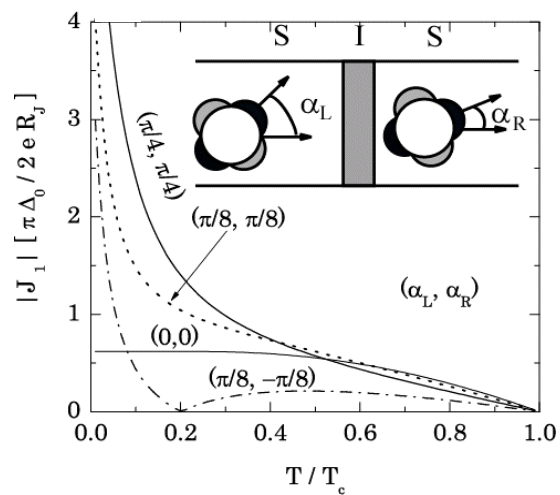 S I S
α_L
α_R
(π/4, π/4)
(π/8, π/8)
(α_L, α_R)
(0,0)
(π/8, −π/8)
|J_1| [ πΔ_0 / 2 e R_J ]
4
3
2
1
0
0.0 0.2 0.4 0.6 0.8 1.0
T / T_c